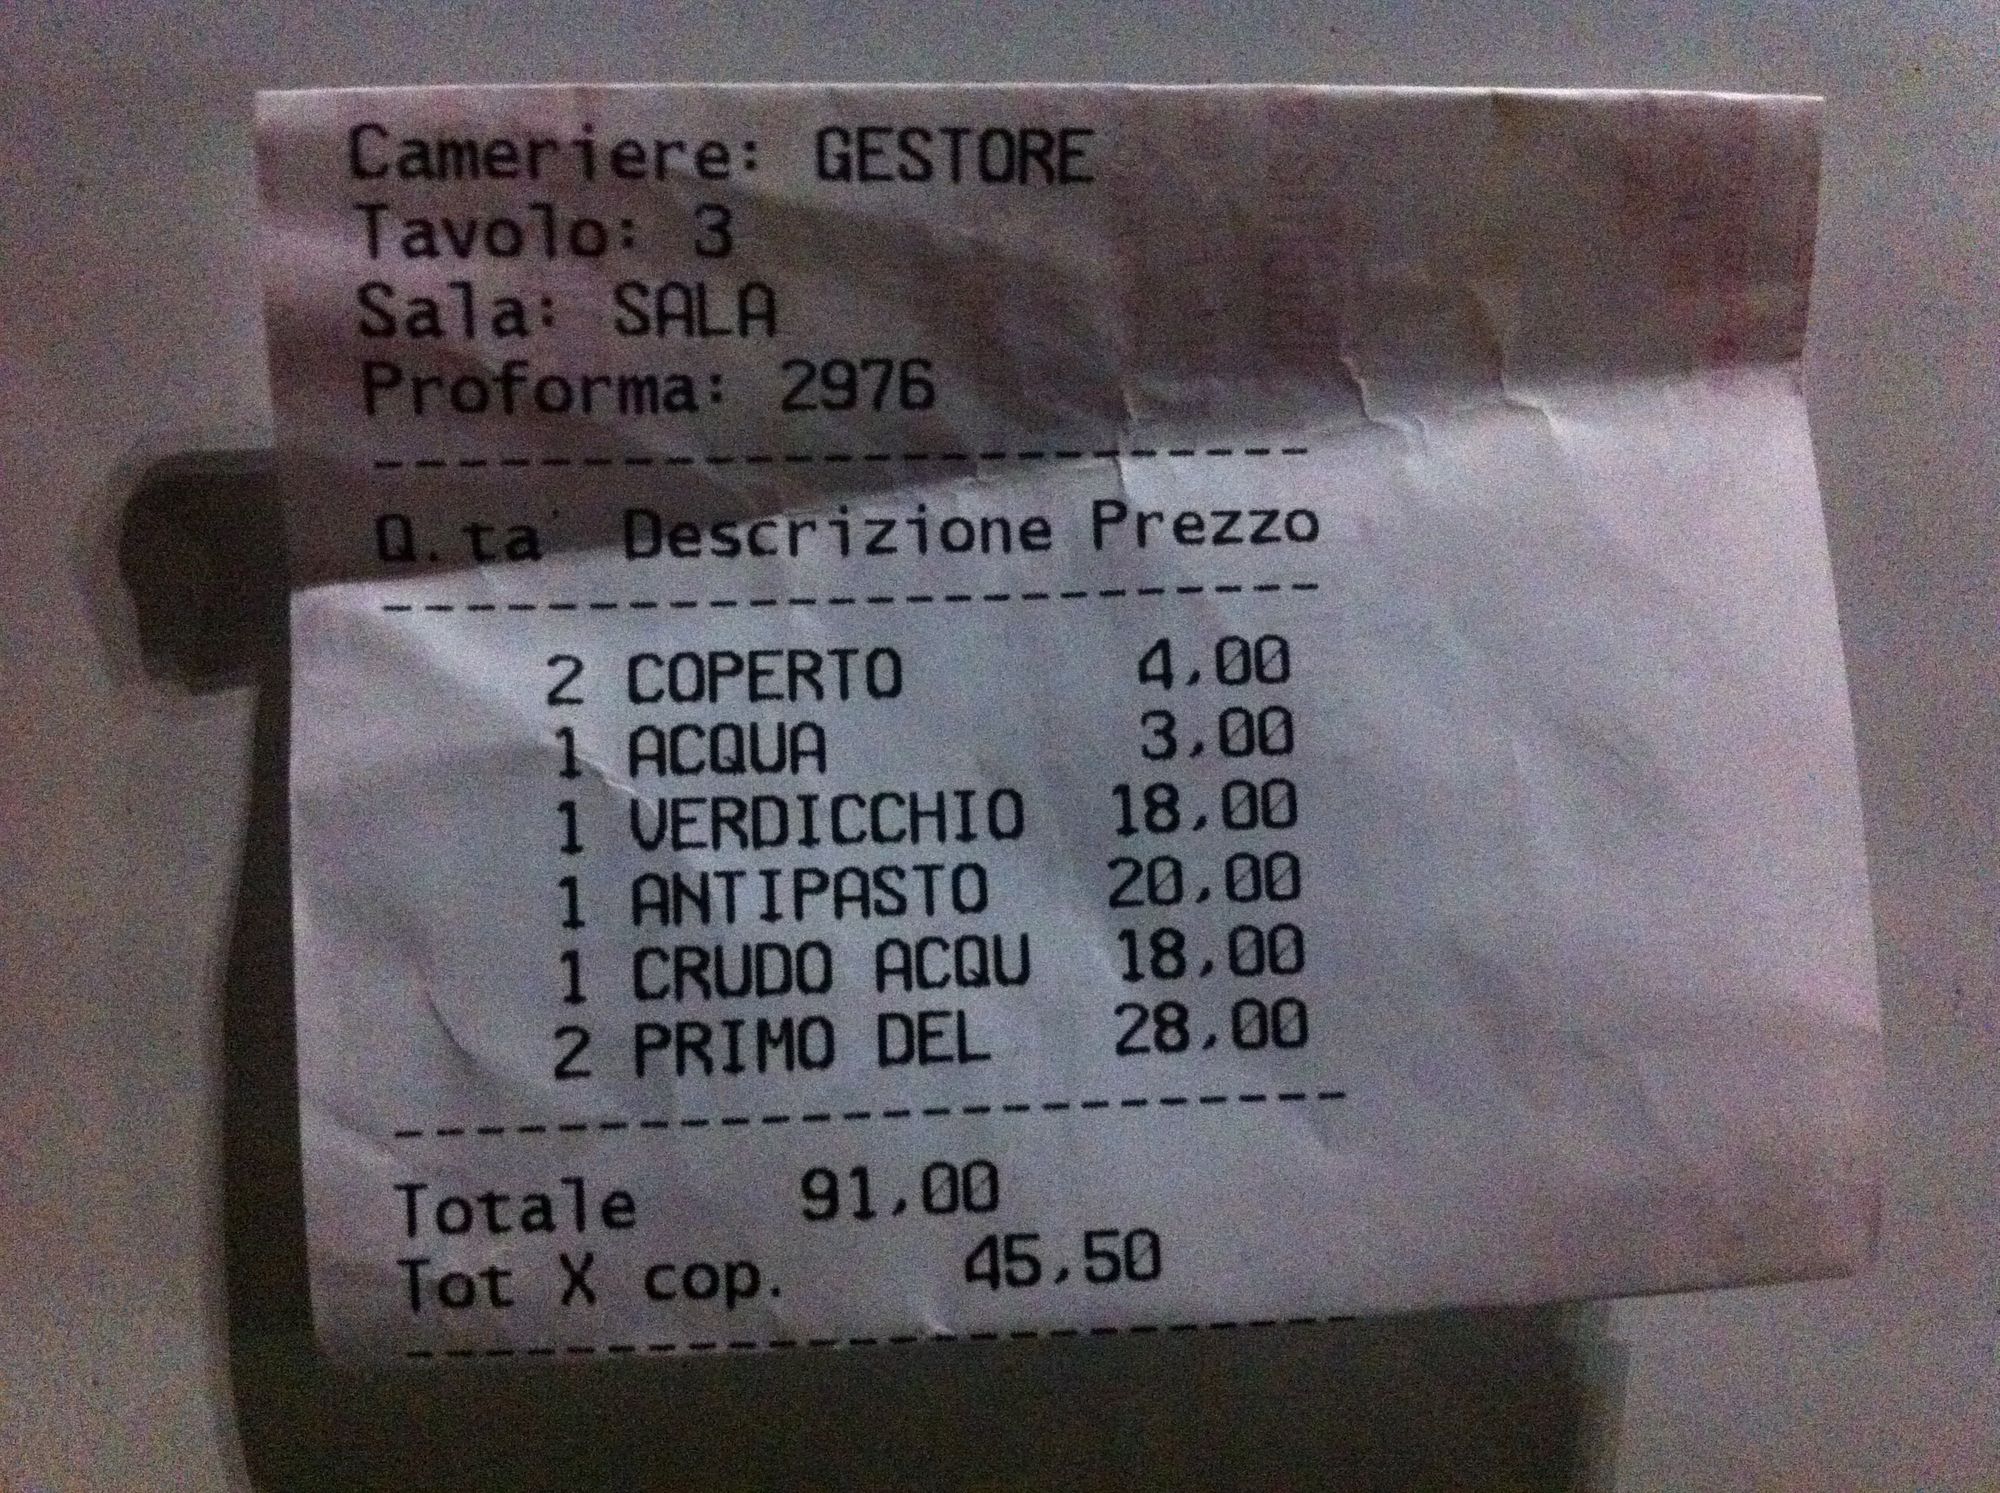 Cameriere: GESTORE
Tavolo: 3
Sala: SALA
Proforma: 2976
-----------------------
Q.ta' Descrizione Prezzo
-----------------------
2 COPERTO 4,00
1 ACQUA 3,00
1 VERDICCHIO 18,00
1 ANTIPASTO 20,00
1 CRUDO ACQU 18,00
2 PRIMO DEL 28,00
-----------------------
Totale 91,00
Tot X cop. 45,50
-----------------------